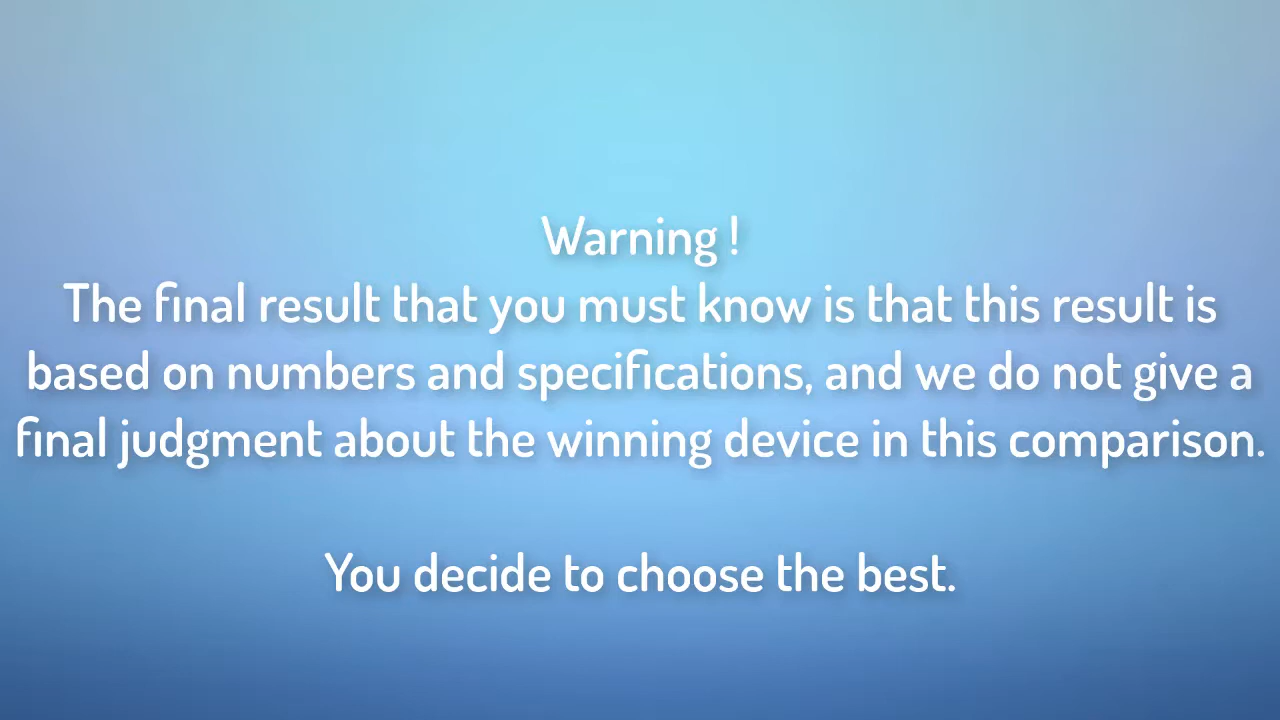 Warning !
The final result that you must know is that this result is
based on numbers and specifications, and we do not give a
final judgment about the winning device in this comparison.
You decide to choose the best.